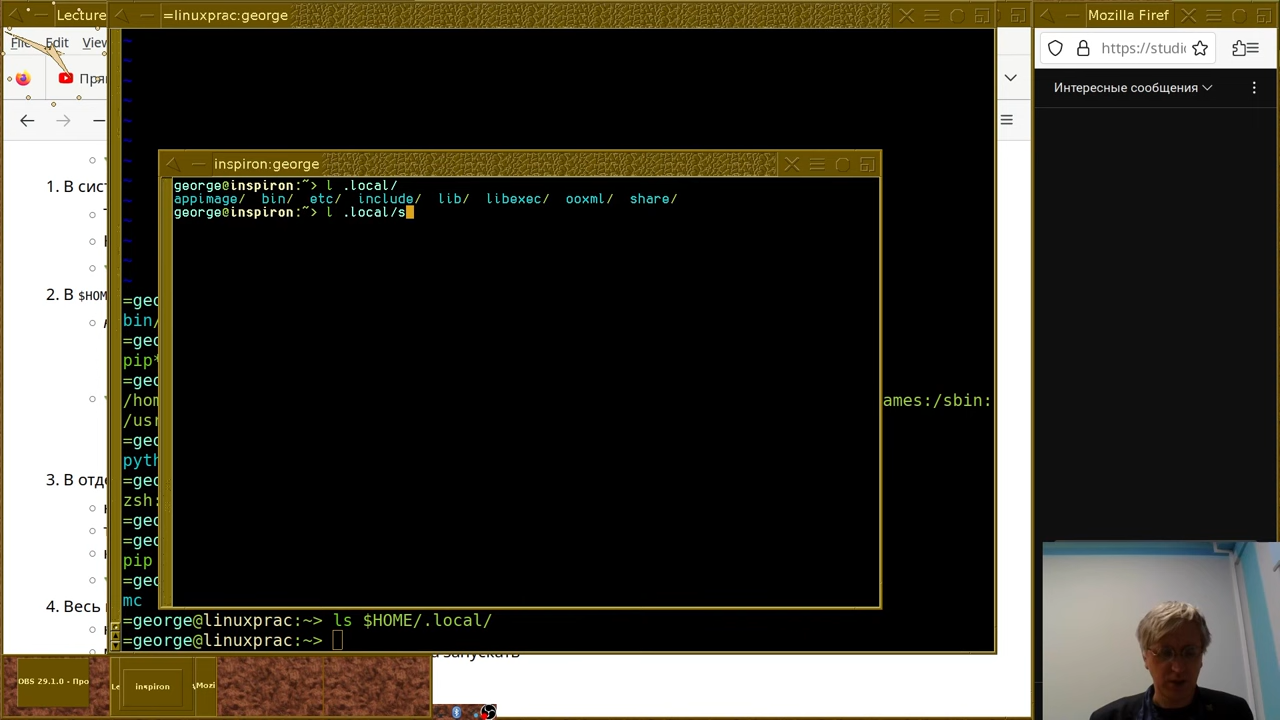 Lecture
=linuxprac:george
Mozilla Firef
File Edit View
https://studi
Интересные сообщения
1. В сист
2. В $HOM
3. В отде
4. Весь
inspiron:george
george@inspiron:~> l .local/
appimage/ bin/ etc/ include/ lib/ libexec/ ooxml/ share/
george@inspiron:~> l .local/s
=geo
bin/
=geo
pip*
=geo
/hom
ames:/sbin:
/usr
=geo
pyth
=geo
zsh:
=geo
=geo
pip
=geo
mc
=george@linuxprac:~> ls $HOME/.local/
=george@linuxprac:~>
запускать
OBS 29.1.0 - Про
Le
inspiron
Mozi